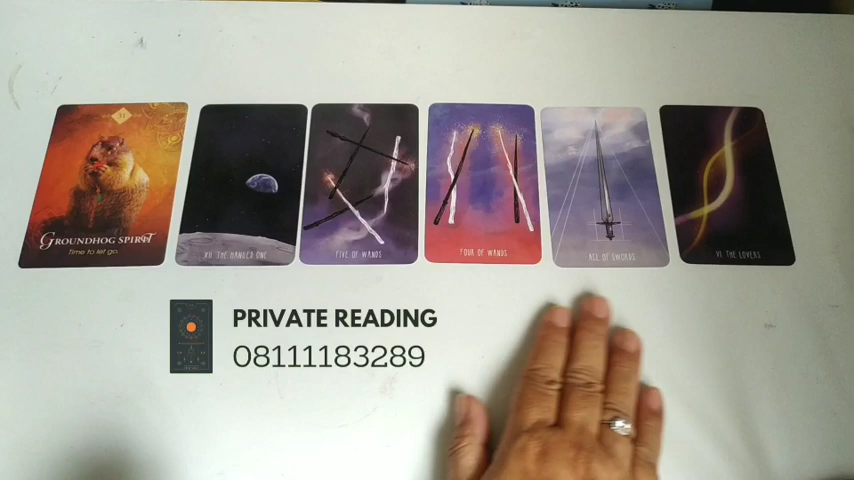 11
GROUNDHOG SPIRIT
Time to let go.
XII THE HANGED ONE
FIVE OF WANDS
FOUR OF WANDS
ACE OF SWORDS
VI THE LOVERS
PRIVATE READING
08111183289